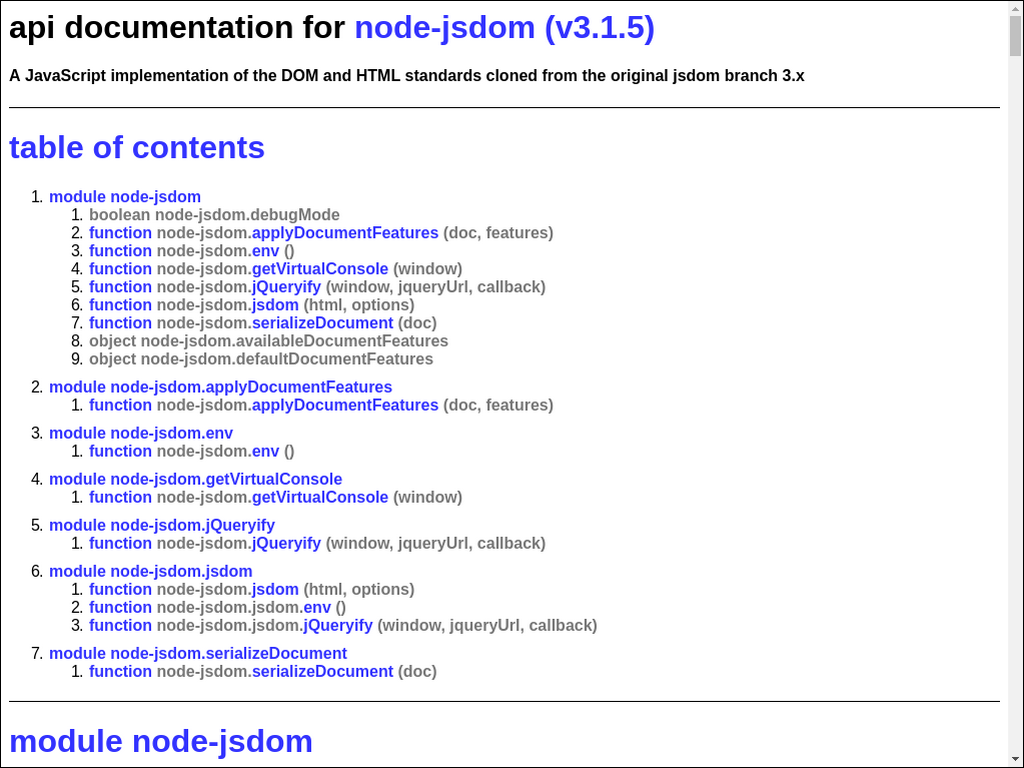 api documentation for node-jsdom (v3.1.5)
A JavaScript implementation of the DOM and HTML standards cloned from the original jsdom branch 3.x
table of contents
1. module node-jsdom
1. boolean node-jsdom.debugMode
2. function node-jsdom.applyDocumentFeatures (doc, features)
3. function node-jsdom.env ()
4. function node-jsdom.getVirtualConsole (window)
5. function node-jsdom.jQueryify (window, jqueryUrl, callback)
6. function node-jsdom.jsdom (html, options)
7. function node-jsdom.serializeDocument (doc)
8. object node-jsdom.availableDocumentFeatures
9. object node-jsdom.defaultDocumentFeatures
2. module node-jsdom.applyDocumentFeatures
1. function node-jsdom.applyDocumentFeatures (doc, features)
3. module node-jsdom.env
1. function node-jsdom.env ()
4. module node-jsdom.getVirtualConsole
1. function node-jsdom.getVirtualConsole (window)
5. module node-jsdom.jQueryify
1. function node-jsdom.jQueryify (window, jqueryUrl, callback)
6. module node-jsdom.jsdom
1. function node-jsdom.jsdom (html, options)
2. function node-jsdom.jsdom.env ()
3. function node-jsdom.jsdom.jQueryify (window, jqueryUrl, callback)
7. module node-jsdom.serializeDocument
1. function node-jsdom.serializeDocument (doc)
module node-jsdom